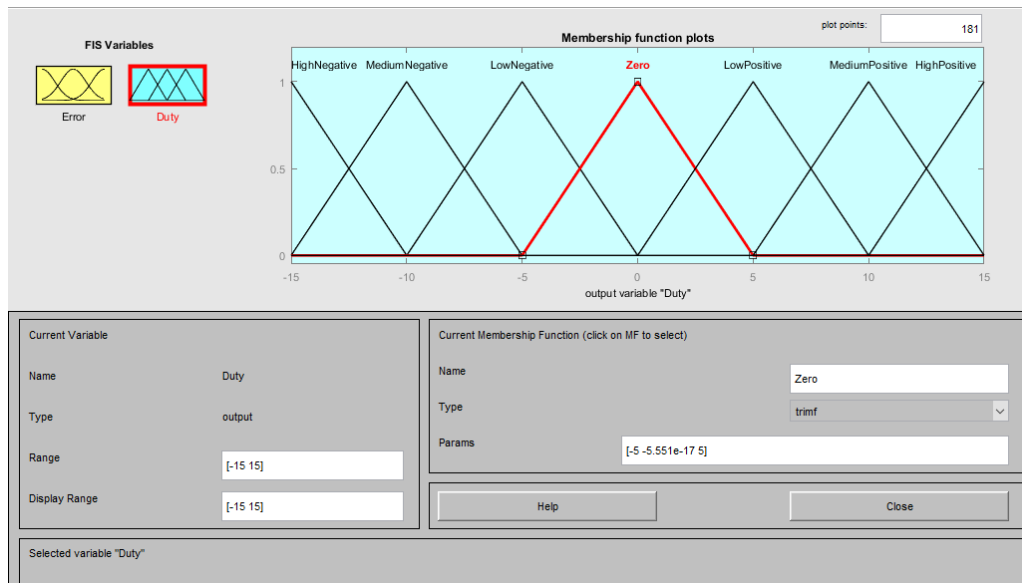 plot points: 181
FIS Variables
Membership function plots
Error
Duty
HighNegative MediumNegative LowNegative Zero LowPositive MediumPositive HighPositive
1
0.5
0
-15 -10 -5 0 5 10 15
output variable "Duty"
Current Variable
Name Duty
Type output
Range [-15 15]
Display Range [-15 15]
Current Membership Function (click on MF to select)
Name Zero
Type trimf
Params [-5 -5.551e-17 5]
Help Close
Selected variable "Duty"